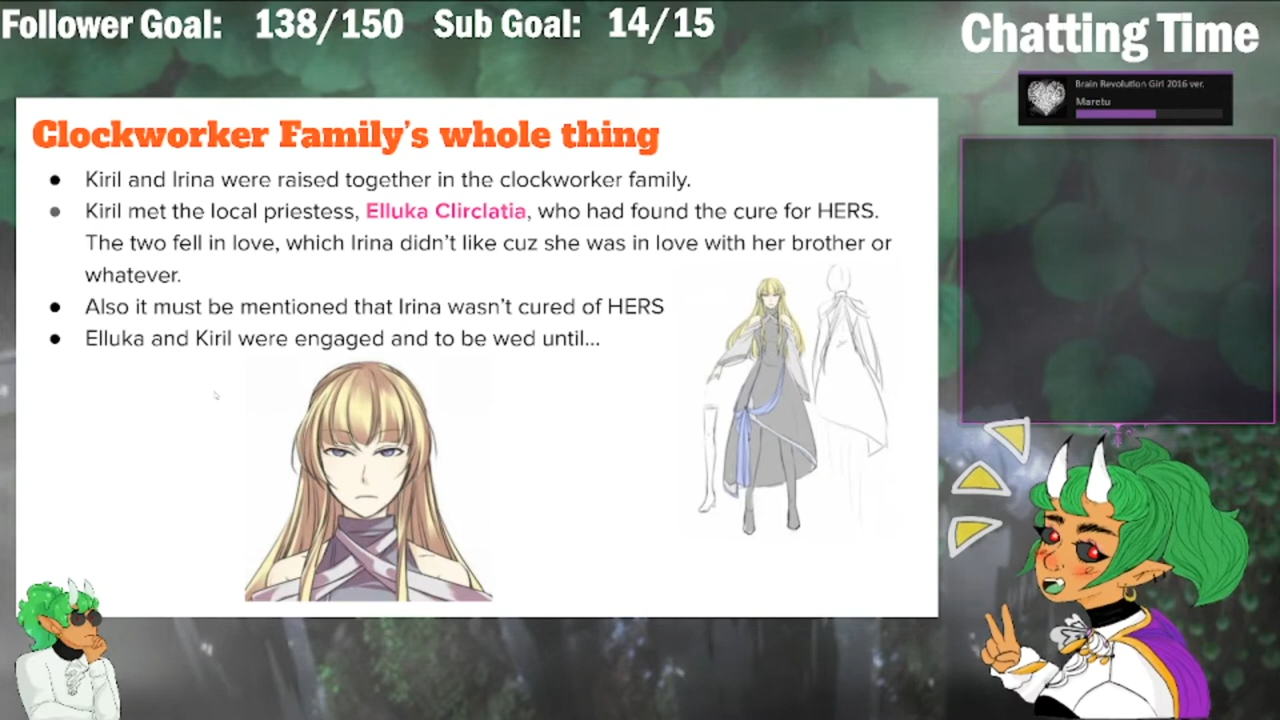 Follower Goal: 138/150 Sub Goal: 14/15
Chatting Time
Brain Revolution Girl 2016 ver.
Maretu
Clockworker Family's whole thing
● Kiril and Irina were raised together in the clockworker family.
● Kiril met the local priestess, Elluka Clirclatia, who had found the cure for HERS.
The two fell in love, which Irina didn't like cuz she was in love with her brother or
whatever.
● Also it must be mentioned that Irina wasn't cured of HERS
● Elluka and Kiril were engaged and to be wed until...